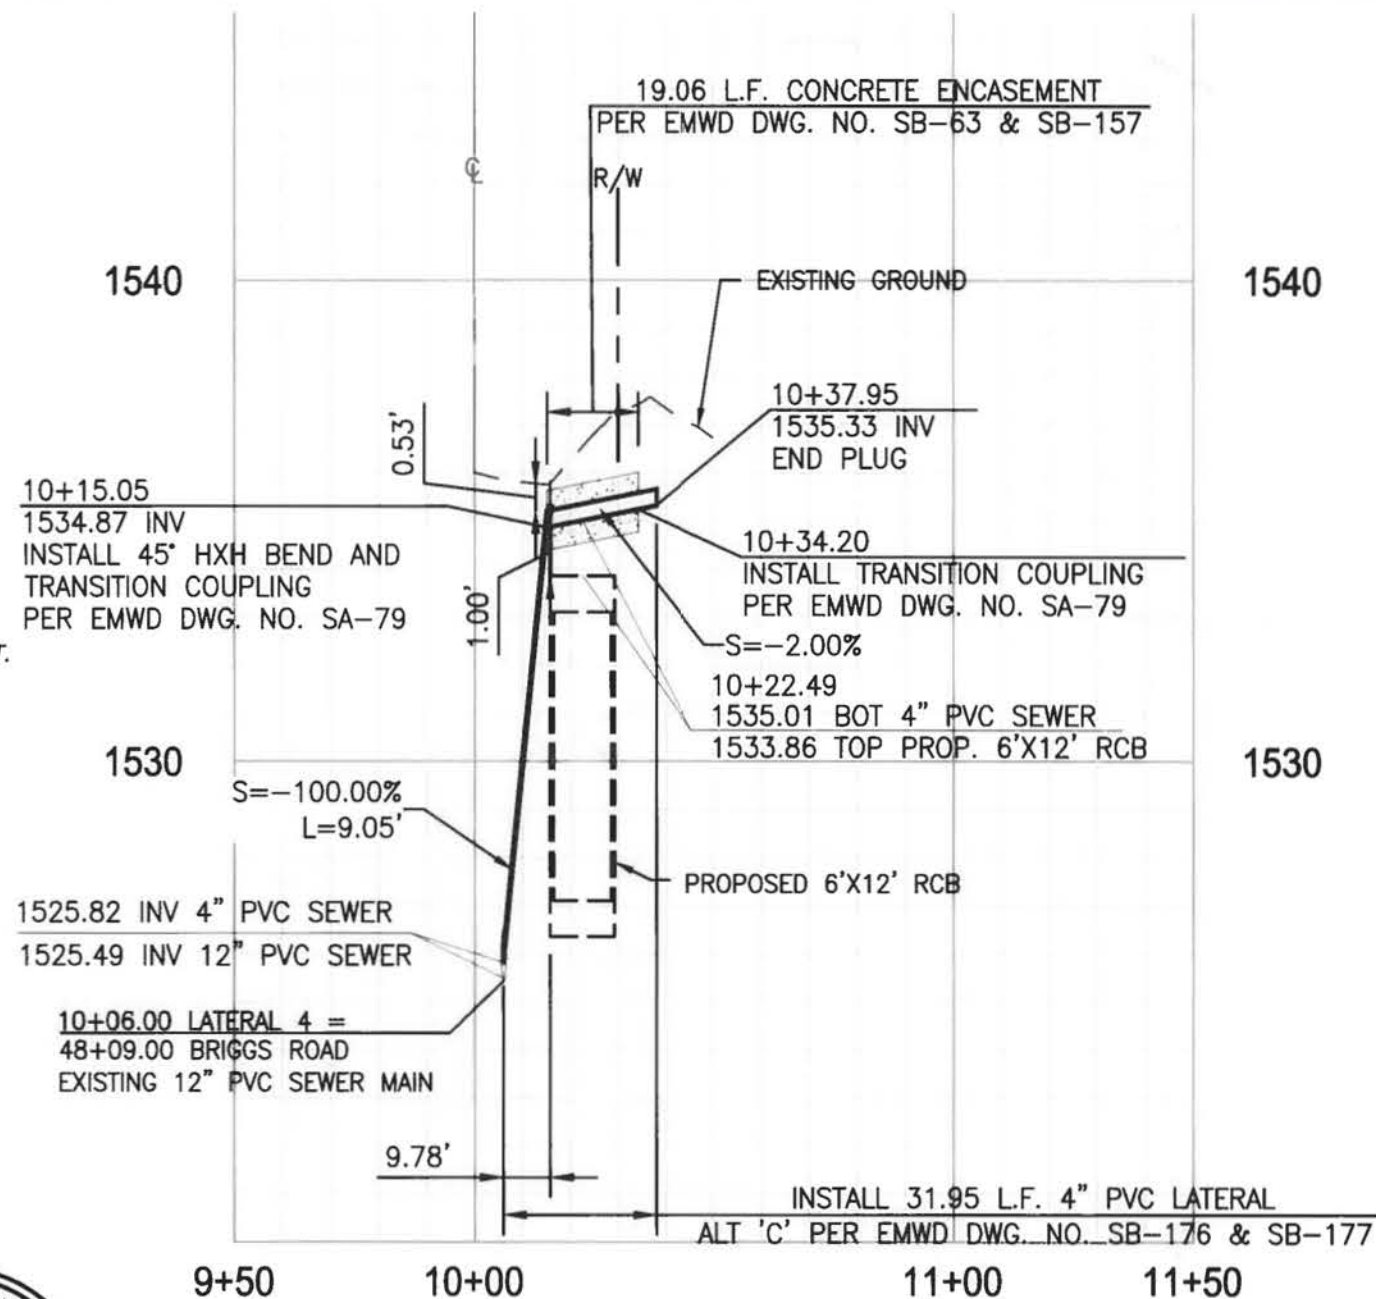 19.06 L.F. CONCRETE ENCASEMENT
PER EMWD DWG. NO. SB-63 & SB-157
℄
R/W
1540
EXISTING GROUND
1540
0.53'
10+37.95
1535.33 INV
END PLUG
10+15.05
1534.87 INV
INSTALL 45° HXH BEND AND
TRANSITION COUPLING
PER EMWD DWG. NO. SA-79
10+34.20
INSTALL TRANSITION COUPLING
PER EMWD DWG. NO. SA-79
1.00'
S=-2.00%
10+22.49
1535.01 BOT 4" PVC SEWER
1533.86 TOP PROP. 6'X12' RCB
1530
1530
S=-100.00%
L=9.05'
PROPOSED 6'X12' RCB
1525.82 INV 4" PVC SEWER
1525.49 INV 12" PVC SEWER
10+06.00 LATERAL 4 =
48+09.00 BRIGGS ROAD
EXISTING 12" PVC SEWER MAIN
9.78'
INSTALL 31.95 L.F. 4" PVC LATERAL
ALT 'C' PER EMWD DWG. NO. SB-176 & SB-177
9+50
10+00
11+00
11+50